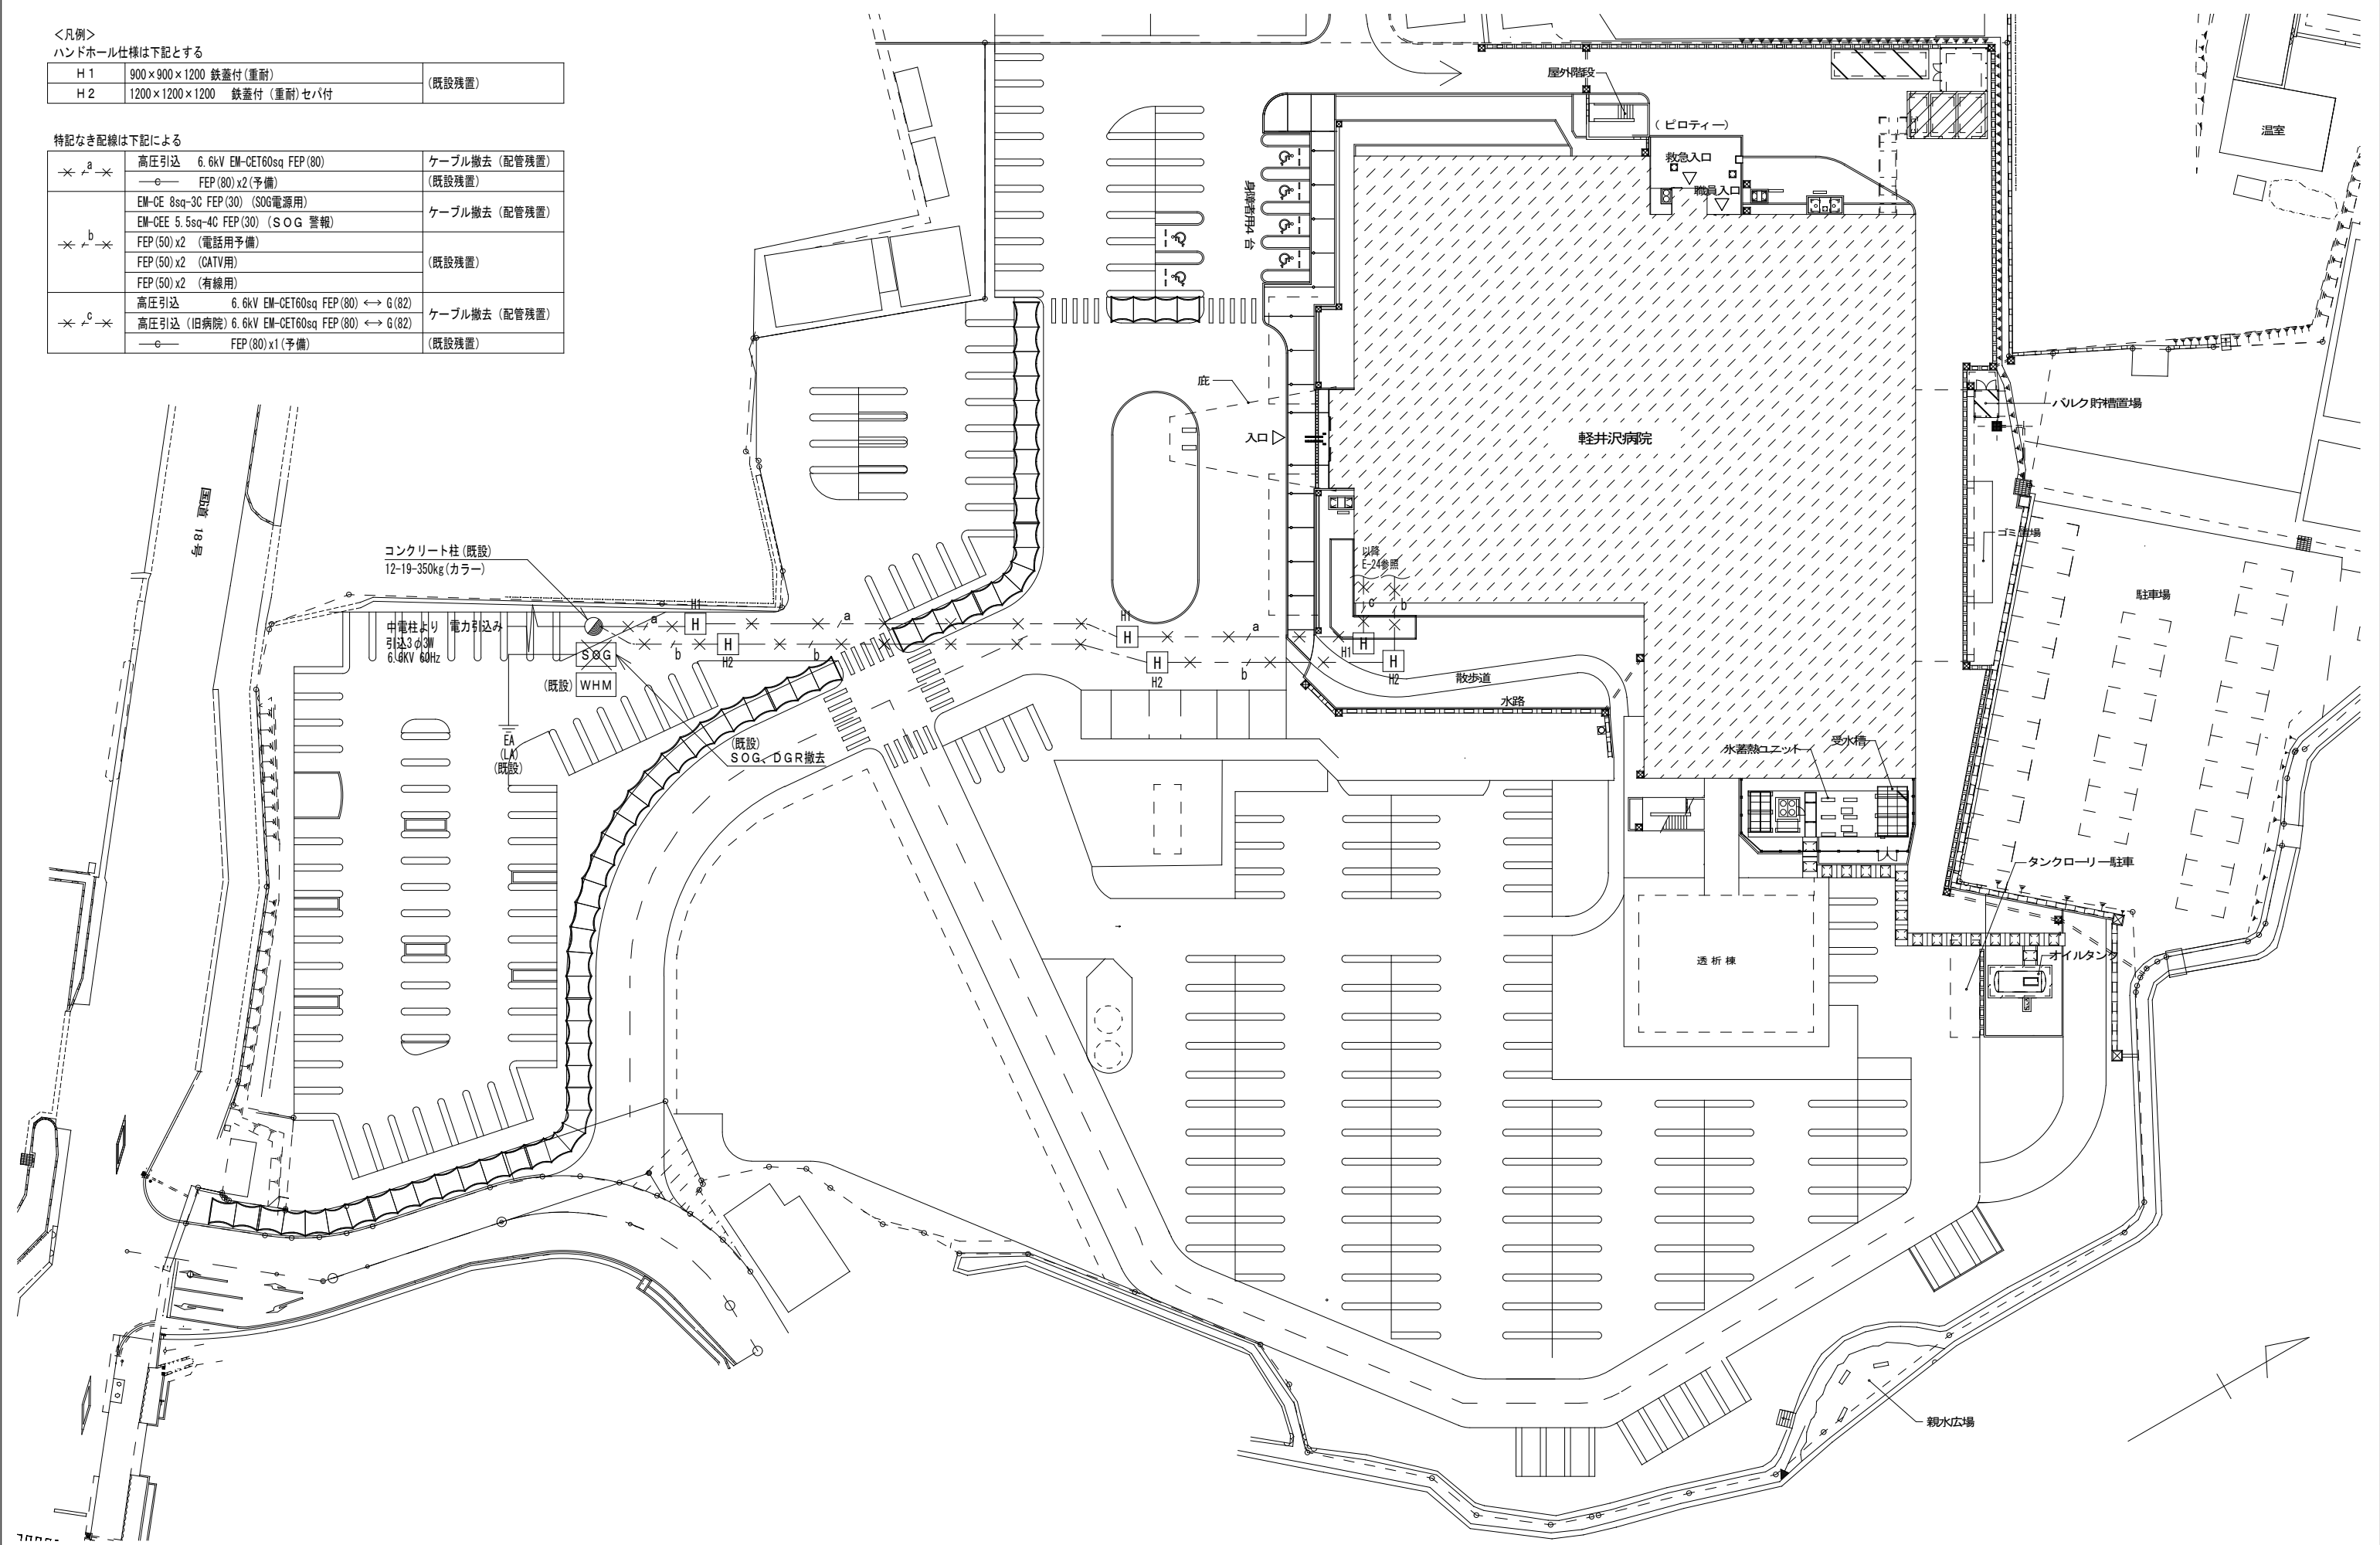 <凡例>
ハンドホール仕様は下記とする
H1 900×900×1200 鉄蓋付(重耐) (既設残置)
H2 1200×1200×1200 鉄蓋付(重耐)セパ付
特記なき配線は下記による
a 高圧引込 6.6kV EM-CET60sq FEP(80) ケーブル撤去(配管残置)
FEP(80)x2(予備) (既設残置)
b EM-CE 8sq-3C FEP(30)(SOG電源用) ケーブル撤去(配管残置)
EM-CEE 5.5sq-4C FEP(30)(SOG 警報)
FEP(50)x2 (電話用予備) (既設残置)
FEP(50)x2 (CATV用)
FEP(50)x2 (有線用)
c 高圧引込 6.6kV EM-CET60sq FEP(80) ←→ G(82) ケーブル撤去(配管残置)
高圧引込(旧病院) 6.6kV EM-CET60sq FEP(80) ←→ G(82)
FEP(80)x1(予備) (既設残置)
屋外階段
(ピロティー)
救急入口
職員入口
温室
身障者用4台
庇
入口
軽井沢病院
バルク貯槽置場
ゴミ置場
駐車場
国道 18号
コンクリート柱(既設)
12-19-350kg(カラー)
以降
E-24参照
中電柱より 電力引込み
引込3φ3W
6.6KV 60Hz
SOG
(既設) WHM
EA
(LA)
(既設)
H1
H
a
H
H2
b
b
H1
H
a
H
H2
b
c
b
H
H1
H
H2
(既設)
SOG、DGR撤去
散歩道
水路
氷蓄熱ユニット
受水槽
タンクローリー駐車
オイルタンク
透析棟
親水広場